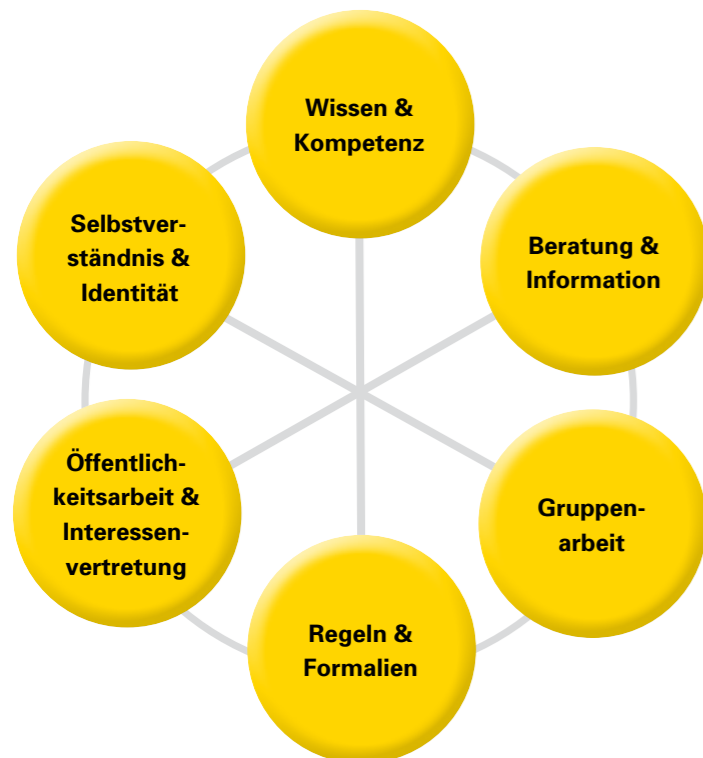 Wissen &
Kompetenz
Beratung &
Information
Gruppen-
arbeit
Regeln &
Formalien
Öffentlich-
keitsarbeit &
Interessen-
vertretung
Selbstver-
ständnis &
Identität